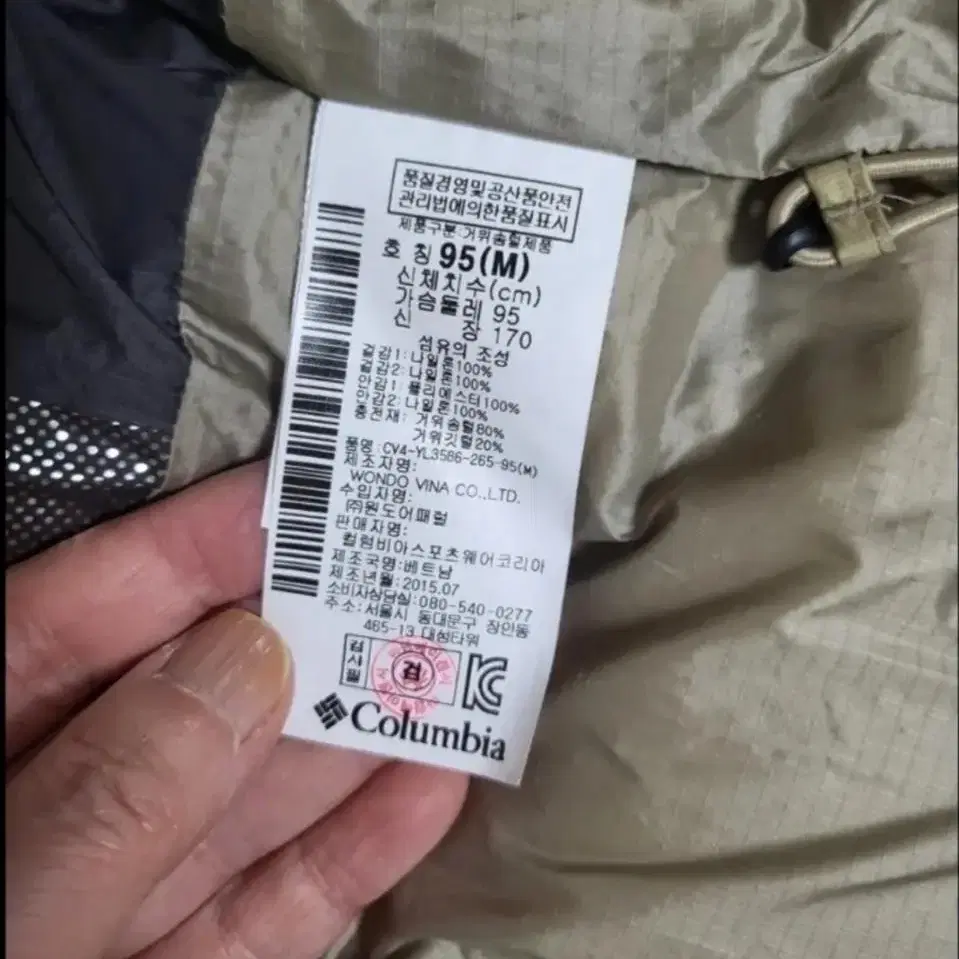 품질경영및공산품안전
관리법에의한품질표시
제품구분:거위솜털제품
호 칭 95(M)
신체치수(cm)
가슴둘레 95
신 장 170
섬유의 조성
겉감1: 나일론100%
겉감2: 나일론100%
안감1: 폴리에스터100%
안감2: 나일론100%
충전재: 거위솜털80%
거위깃털20%
품명: CV4-YL3586-265-95(M)
제조자명:
WONDO VINA CO.,LTD.
수입자명:
(주)원도어패럴
판매자명:
컬럼비아스포츠웨어코리아
제조국명:베트남
제조년월:2015.07
소비자상담실:080-540-0277
주소:서울시 동대문구 장안동
465-13 대성타워
검사필
KC
Columbia